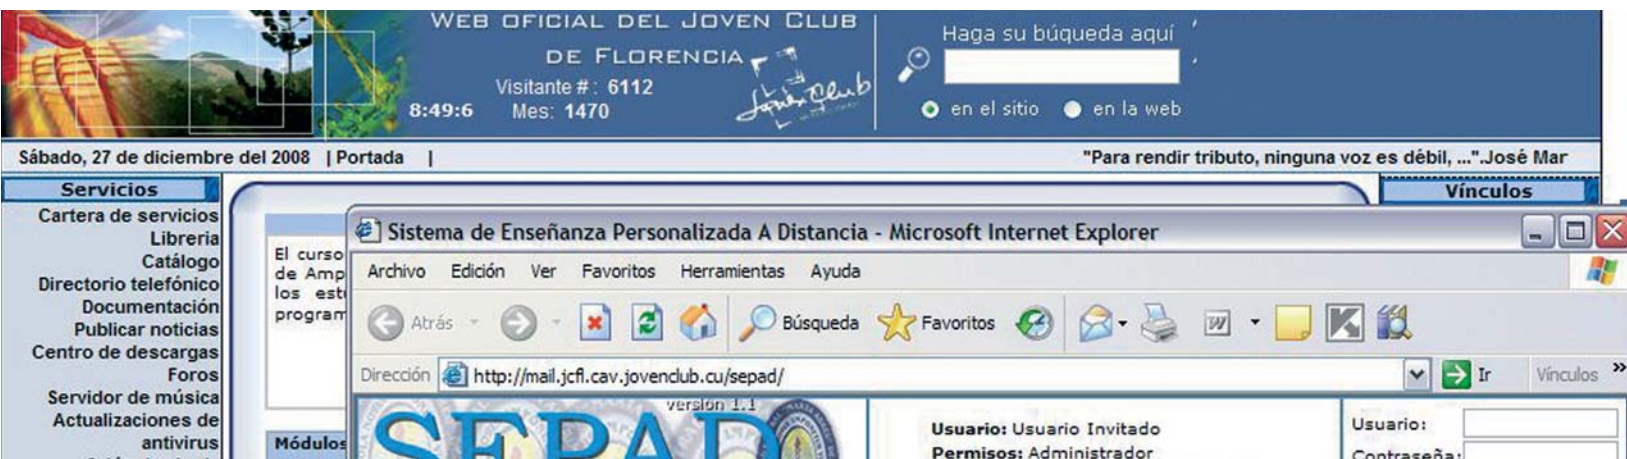 WEB OFICIAL DEL JOVEN CLUB
DE FLORENCIA
Joven Club
Visitante # : 6112
8:49:6
Mes: 1470
Haga su búqueda aquí
en el sitio
en la web
Sábado, 27 de diciembre del 2008 | Portada |
"Para rendir tributo, ninguna voz es débil, ...".José Mar
Servicios
Cartera de servicios
Libreria
Catálogo
Directorio telefónico
Documentación
Publicar noticias
Centro de descargas
Foros
Servidor de música
Actualizaciones de
antivirus
El curso
de Amp
los est
program
Módulos
Vínculos
Sistema de Enseñanza Personalizada A Distancia - Microsoft Internet Explorer
Archivo Edición Ver Favoritos Herramientas Ayuda
Atrás
Búsqueda
Favoritos
Dirección http://mail.jcfl.cav.jovenclub.cu/sepad/
Ir
Vínculos »
versión 1.1
SEPAD
Usuario: Usuario Invitado
Permisos: Administrador
Usuario:
Contraseña: